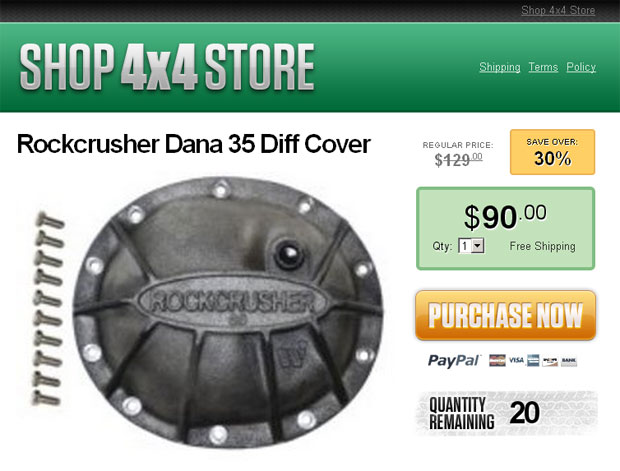 Shop 4x4 Store
SHOP 4x4 STORE
Shipping Terms Policy
Rockcrusher Dana 35 Diff Cover
REGULAR PRICE:
$129.00
SAVE OVER:
30%
$90.00
Qty: 1 Free Shipping
PURCHASE NOW
PayPal VISA BANK
QUANTITY
REMAINING 20
ROCKCRUSHER